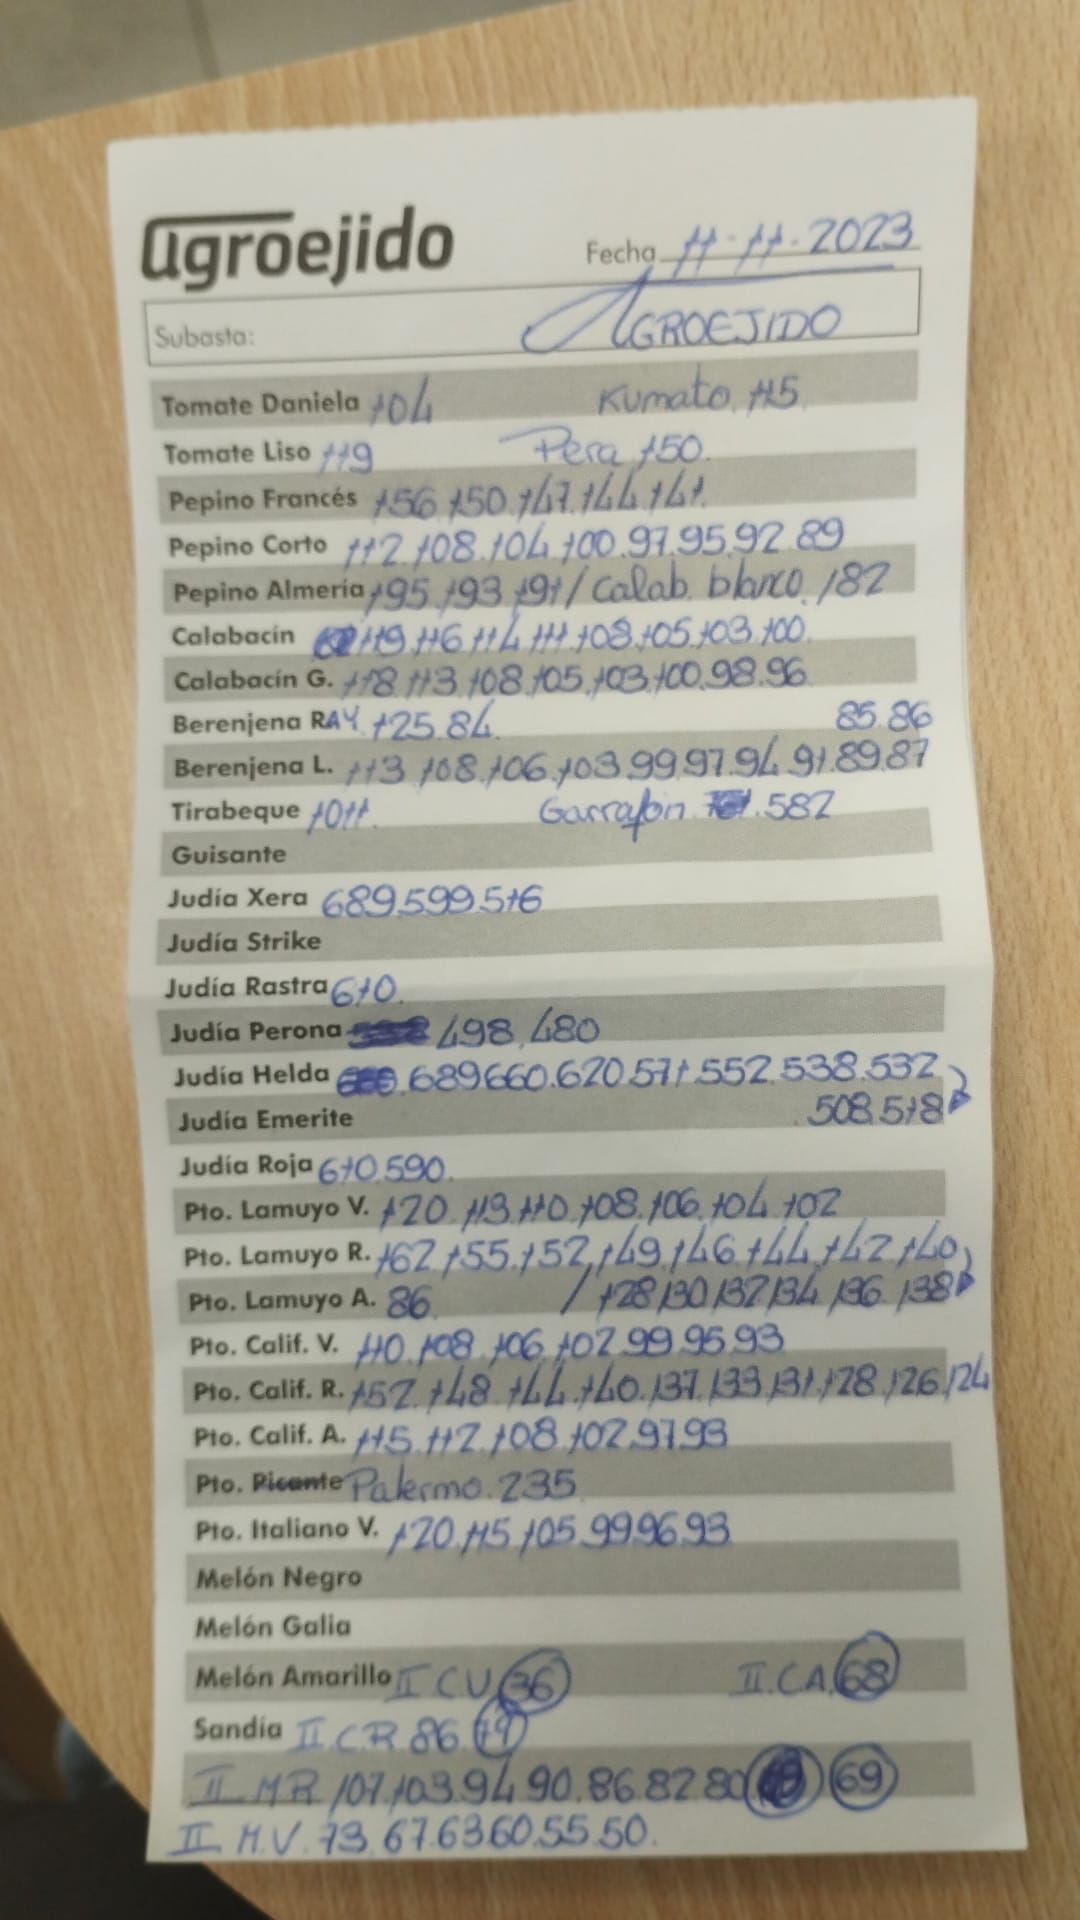 agroejido
Fecha 11-11-2023
Subasta: AGROEJIDO
Tomate Daniela 104 Kumato. 115
Tomate Liso 119 Pera 150.
Pepino Francés 156.150.147.144.141.
Pepino Corto 112.108.104.100.97.95.92.89
Pepino Almería 195.193.191/Calab. blanco.182
Calabacín 119.116.114.111.108.105.103.100.
Calabacín G. 118.113.108.105.103.100.98.96
Berenjena RAY. 125.84. 85.86
Berenjena L. 113.108.106.103.99.97.94.91.89.87
Tirabeque 1011. Garrafón. 582
Guisante
Judía Xera 689.599.516
Judía Strike
Judía Rastra 610.
Judía Perona 498.480
Judía Helda 689.660.620.571.552.538.532
Judía Emerite 508.518
Judía Roja 610.590.
Pto. Lamuyo V. 120.113.110.108.106.104.102
Pto. Lamuyo R. 162.155.152.149.146.144.142.140
Pto. Lamuyo A. 86. / 128.130.132.134.136.138
Pto. Calif. V. 110.108.106.102.99.95.93
Pto. Calif. R. 152.148.144.140.137.133.131.128.126.124
Pto. Calif. A. 115.112.108.102.97.93
Pto. Picante Palermo. 235
Pto. Italiano V. 120.115.105.99.96.93
Melón Negro
Melón Galia
Melón Amarillo II CU 36 II.CA.68
Sandía II.C.R. 86.
II MR 107.103.94.90.86.82.80 69
II M.V. 73.67.63.60.55.50.